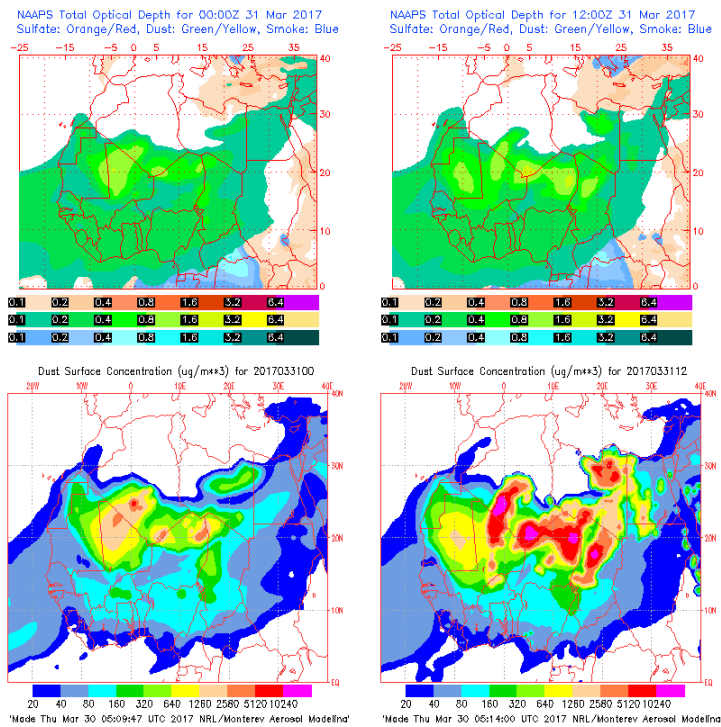 NAAPS Total Optical Depth for 00:00Z 31 Mar 2017
Sulfate: Orange/Red, Dust: Green/Yellow, Smoke: Blue
-25 -15 -5 0 5 15 25 35
40
30
20
10
0
0.1 0.2 0.4 0.8 1.6 3.2 6.4
0.1 0.2 0.4 0.8 1.6 3.2 6.4
0.1 0.2 0.4 0.8 1.6 3.2 6.4
NAAPS Total Optical Depth for 12:00Z 31 Mar 2017
Sulfate: Orange/Red, Dust: Green/Yellow, Smoke: Blue
-25 -15 -5 0 5 15 25 35
40
30
20
10
0
0.1 0.2 0.4 0.8 1.6 3.2 6.4
0.1 0.2 0.4 0.8 1.6 3.2 6.4
0.1 0.2 0.4 0.8 1.6 3.2 6.4
Dust Surface Concentration (ug/m**3) for 2017033100
20W 10W 0 10E 20E 30E
40N
30N
20N
10N
EQ
20 40 80 160 320 640 1280 2580 5120 10240
'Made Thu Mar 30 05:09:47 UTC 2017 NRL/Monterey Aerosol Modeling'
Dust Surface Concentration (ug/m**3) for 2017033112
20W 10W 0 10E 20E 30E
40N
30N
20N
10N
EQ
20 40 80 160 320 640 1280 2580 5120 10240
'Made Thu Mar 30 05:14:00 UTC 2017 NRL/Monterey Aerosol Modeling'